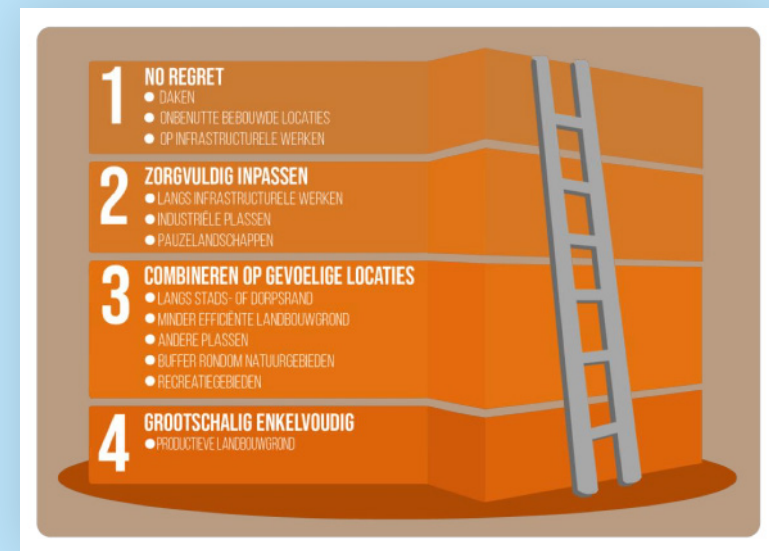 1 NO REGRET
● DAKEN
● ONBENUTTE BEBOUWDE LOCATIES
● OP INFRASTRUCTURELE WERKEN
2 ZORGVULDIG INPASSEN
● LANGS INFRASTRUCTURELE WERKEN
● INDUSTRIËLE PLASSEN
● PAUZELANDSCHAPPEN
3 COMBINEREN OP GEVOELIGE LOCATIES
● LANGS STADS- OF DORPSRAND
● MINDER EFFICIËNTE LANDBOUWGROND
● ANDERE PLASSEN
● BUFFER RONDOM NATUURGEBIEDEN
● RECREATIEGEBIEDEN
4 GROOTSCHALIG ENKELVOUDIG
● PRODUCTIEVE LANDBOUWGROND